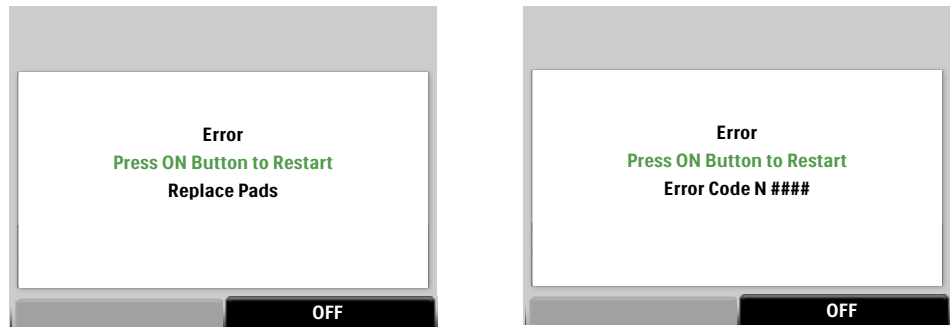 Error
Press ON Button to Restart
Replace Pads
OFF
Error
Press ON Button to Restart
Error Code N ####
OFF